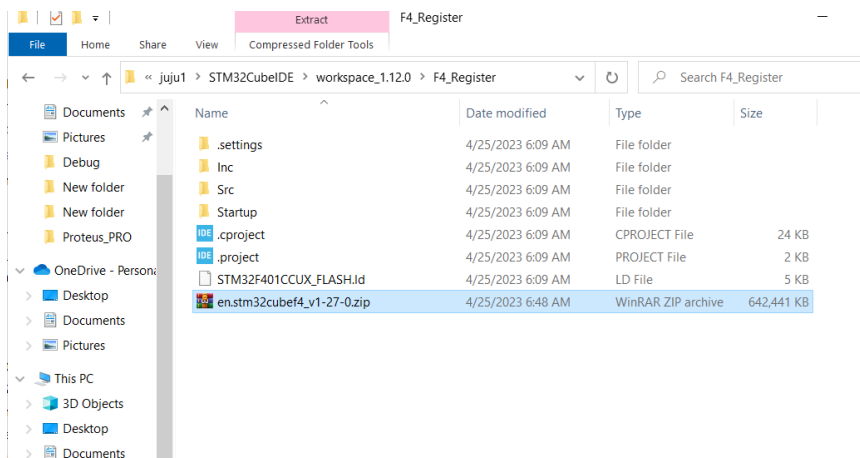 Extract F4_Register
File Home Share View Compressed Folder Tools
« juju1 > STM32CubeIDE > workspace_1.12.0 > F4_Register Search F4_Register
Documents Name Date modified Type Size
Pictures .settings 4/25/2023 6:09 AM File folder
Debug Inc 4/25/2023 6:09 AM File folder
New folder Src 4/25/2023 6:09 AM File folder
New folder Startup 4/25/2023 6:09 AM File folder
Proteus_PRO IDE .cproject 4/25/2023 6:09 AM CPROJECT File 24 KB
IDE .project 4/25/2023 6:09 AM PROJECT File 2 KB
OneDrive - Persona STM32F401CCUX_FLASH.ld 4/25/2023 6:09 AM LD File 5 KB
Desktop en.stm32cubef4_v1-27-0.zip 4/25/2023 6:48 AM WinRAR ZIP archive 642,441 KB
Documents
Pictures
This PC
3D Objects
Desktop
Documents